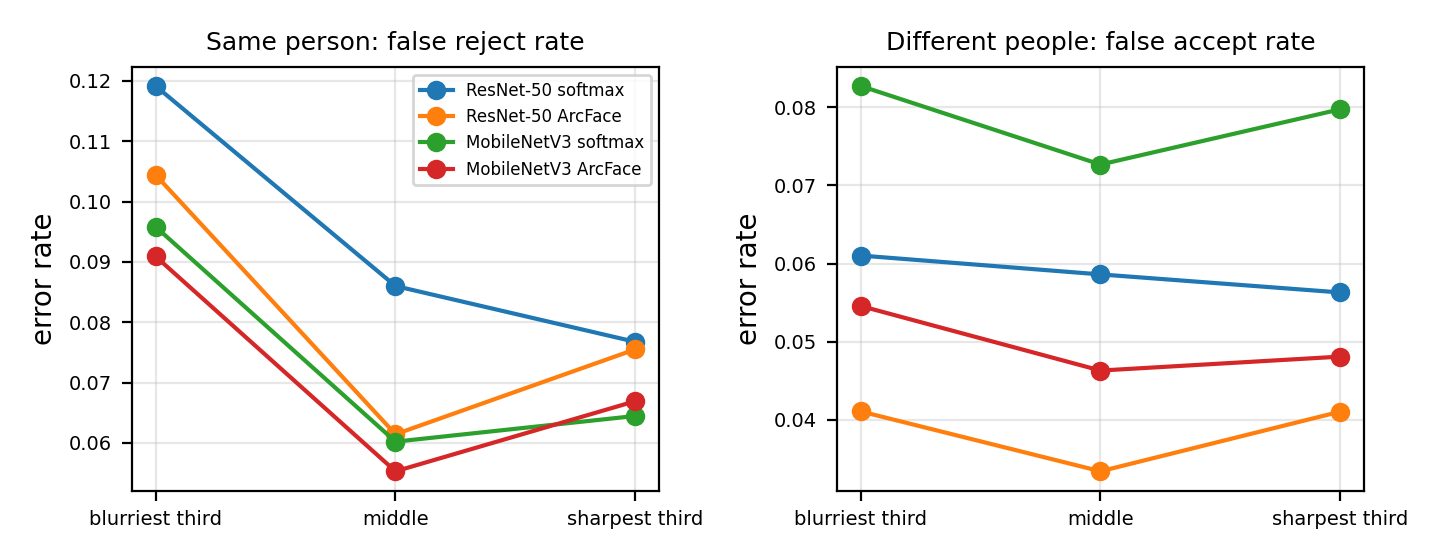 Same person: false reject rate
error rate
0.12
0.11
0.10
0.09
0.08
0.07
0.06
ResNet-50 softmax
ResNet-50 ArcFace
MobileNetV3 softmax
MobileNetV3 ArcFace
blurriest third
middle
sharpest third
Different people: false accept rate
error rate
0.08
0.07
0.06
0.05
0.04
blurriest third
middle
sharpest third